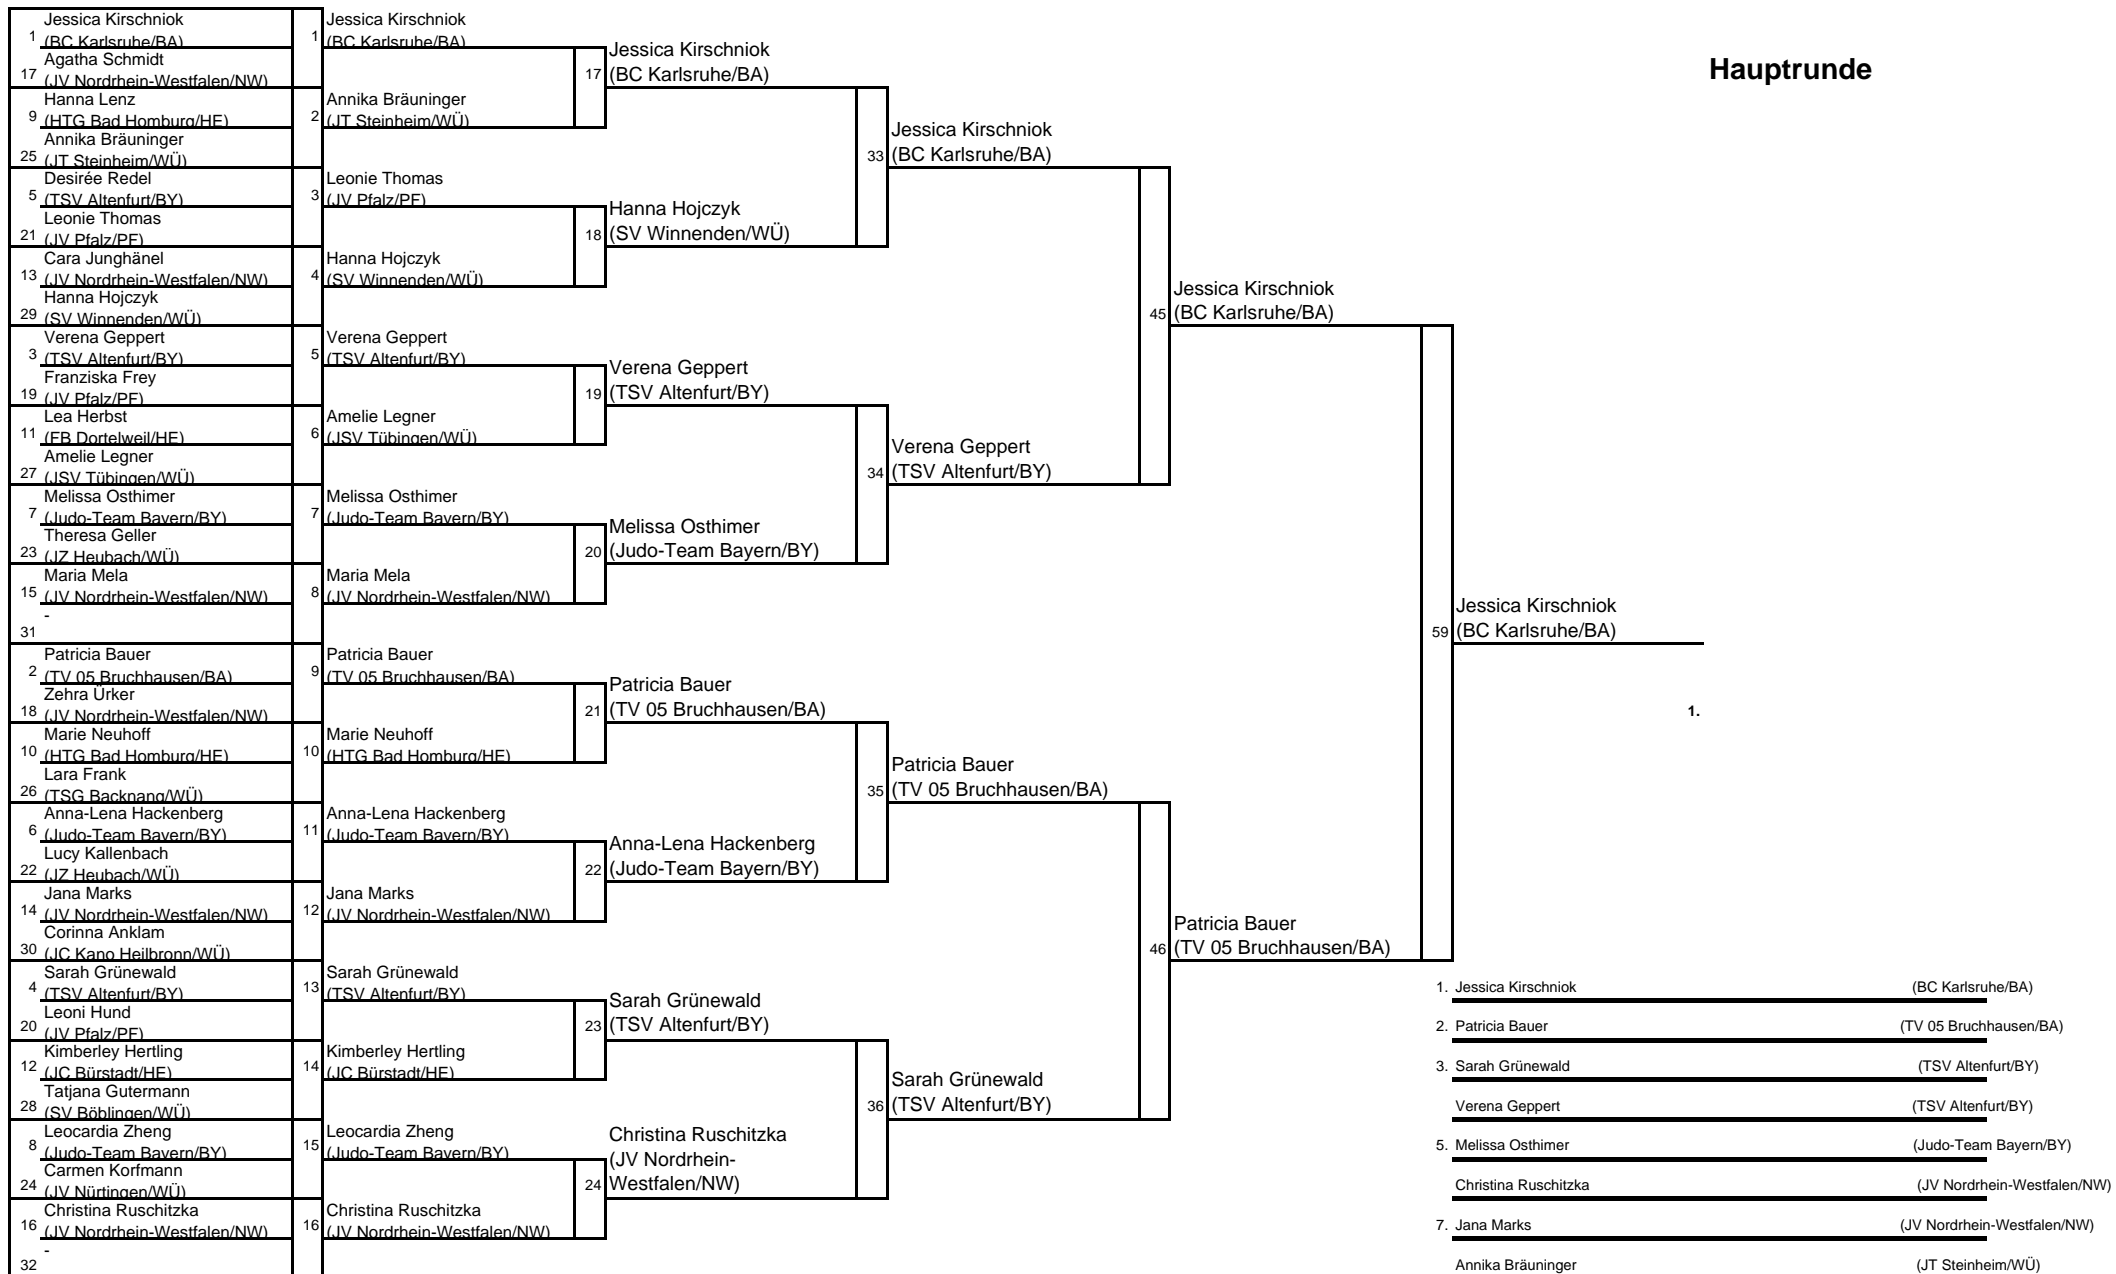 Hauptrunde
1 Jessica Kirschniok
(BC Karlsruhe/BA)
17 Agatha Schmidt
(JV Nordrhein-Westfalen/NW)
9 Hanna Lenz
(HTG Bad Homburg/HE)
25 Annika Bräuninger
(JT Steinheim/WÜ)
5 Desirée Redel
(TSV Altenfurt/BY)
21 Leonie Thomas
(JV Pfalz/PF)
13 Cara Junghänel
(JV Nordrhein-Westfalen/NW)
29 Hanna Hojczyk
(SV Winnenden/WÜ)
3 Verena Geppert
(TSV Altenfurt/BY)
19 Franziska Frey
(JV Pfalz/PF)
11 Lea Herbst
(FB Dortelweil/HE)
27 Amelie Legner
(JSV Tübingen/WÜ)
7 Melissa Osthimer
(Judo-Team Bayern/BY)
23 Theresa Geller
(JZ Heubach/WÜ)
15 Maria Mela
(JV Nordrhein-Westfalen/NW)
-
31
2 Patricia Bauer
(TV 05 Bruchhausen/BA)
18 Zehra Ürker
(JV Nordrhein-Westfalen/NW)
10 Marie Neuhoff
(HTG Bad Homburg/HE)
26 Lara Frank
(TSG Backnang/WÜ)
6 Anna-Lena Hackenberg
(Judo-Team Bayern/BY)
22 Lucy Kallenbach
(JZ Heubach/WÜ)
14 Jana Marks
(JV Nordrhein-Westfalen/NW)
30 Corinna Anklam
(JC Kano Heilbronn/WÜ)
4 Sarah Grünewald
(TSV Altenfurt/BY)
20 Leoni Hund
(JV Pfalz/PF)
12 Kimberley Hertling
(JC Bürstadt/HE)
28 Tatjana Gutermann
(SV Böblingen/WÜ)
8 Leocardia Zheng
(Judo-Team Bayern/BY)
24 Carmen Korfmann
(JV Nürtingen/WÜ)
16 Christina Ruschitzka
(JV Nordrhein-Westfalen/NW)
-
32
1 Jessica Kirschniok
(BC Karlsruhe/BA)
2 Annika Bräuninger
(JT Steinheim/WÜ)
3 Leonie Thomas
(JV Pfalz/PF)
4 Hanna Hojczyk
(SV Winnenden/WÜ)
5 Verena Geppert
(TSV Altenfurt/BY)
6 Amelie Legner
(JSV Tübingen/WÜ)
7 Melissa Osthimer
(Judo-Team Bayern/BY)
8 Maria Mela
(JV Nordrhein-Westfalen/NW)
9 Patricia Bauer
(TV 05 Bruchhausen/BA)
10 Marie Neuhoff
(HTG Bad Homburg/HE)
11 Anna-Lena Hackenberg
(Judo-Team Bayern/BY)
12 Jana Marks
(JV Nordrhein-Westfalen/NW)
13 Sarah Grünewald
(TSV Altenfurt/BY)
14 Kimberley Hertling
(JC Bürstadt/HE)
15 Leocardia Zheng
(Judo-Team Bayern/BY)
16 Christina Ruschitzka
(JV Nordrhein-Westfalen/NW)
17 Jessica Kirschniok
(BC Karlsruhe/BA)
18 Hanna Hojczyk
(SV Winnenden/WÜ)
19 Verena Geppert
(TSV Altenfurt/BY)
20 Melissa Osthimer
(Judo-Team Bayern/BY)
21 Patricia Bauer
(TV 05 Bruchhausen/BA)
22 Anna-Lena Hackenberg
(Judo-Team Bayern/BY)
23 Sarah Grünewald
(TSV Altenfurt/BY)
24 Christina Ruschitzka
(JV Nordrhein-
Westfalen/NW)
33 Jessica Kirschniok
(BC Karlsruhe/BA)
34 Verena Geppert
(TSV Altenfurt/BY)
35 Patricia Bauer
(TV 05 Bruchhausen/BA)
36 Sarah Grünewald
(TSV Altenfurt/BY)
45 Jessica Kirschniok
(BC Karlsruhe/BA)
46 Patricia Bauer
(TV 05 Bruchhausen/BA)
59 Jessica Kirschniok
(BC Karlsruhe/BA)
1.
1. Jessica Kirschniok (BC Karlsruhe/BA)
2. Patricia Bauer (TV 05 Bruchhausen/BA)
3. Sarah Grünewald (TSV Altenfurt/BY)
Verena Geppert (TSV Altenfurt/BY)
5. Melissa Osthimer (Judo-Team Bayern/BY)
Christina Ruschitzka (JV Nordrhein-Westfalen/NW)
7. Jana Marks (JV Nordrhein-Westfalen/NW)
Annika Bräuninger (JT Steinheim/WÜ)